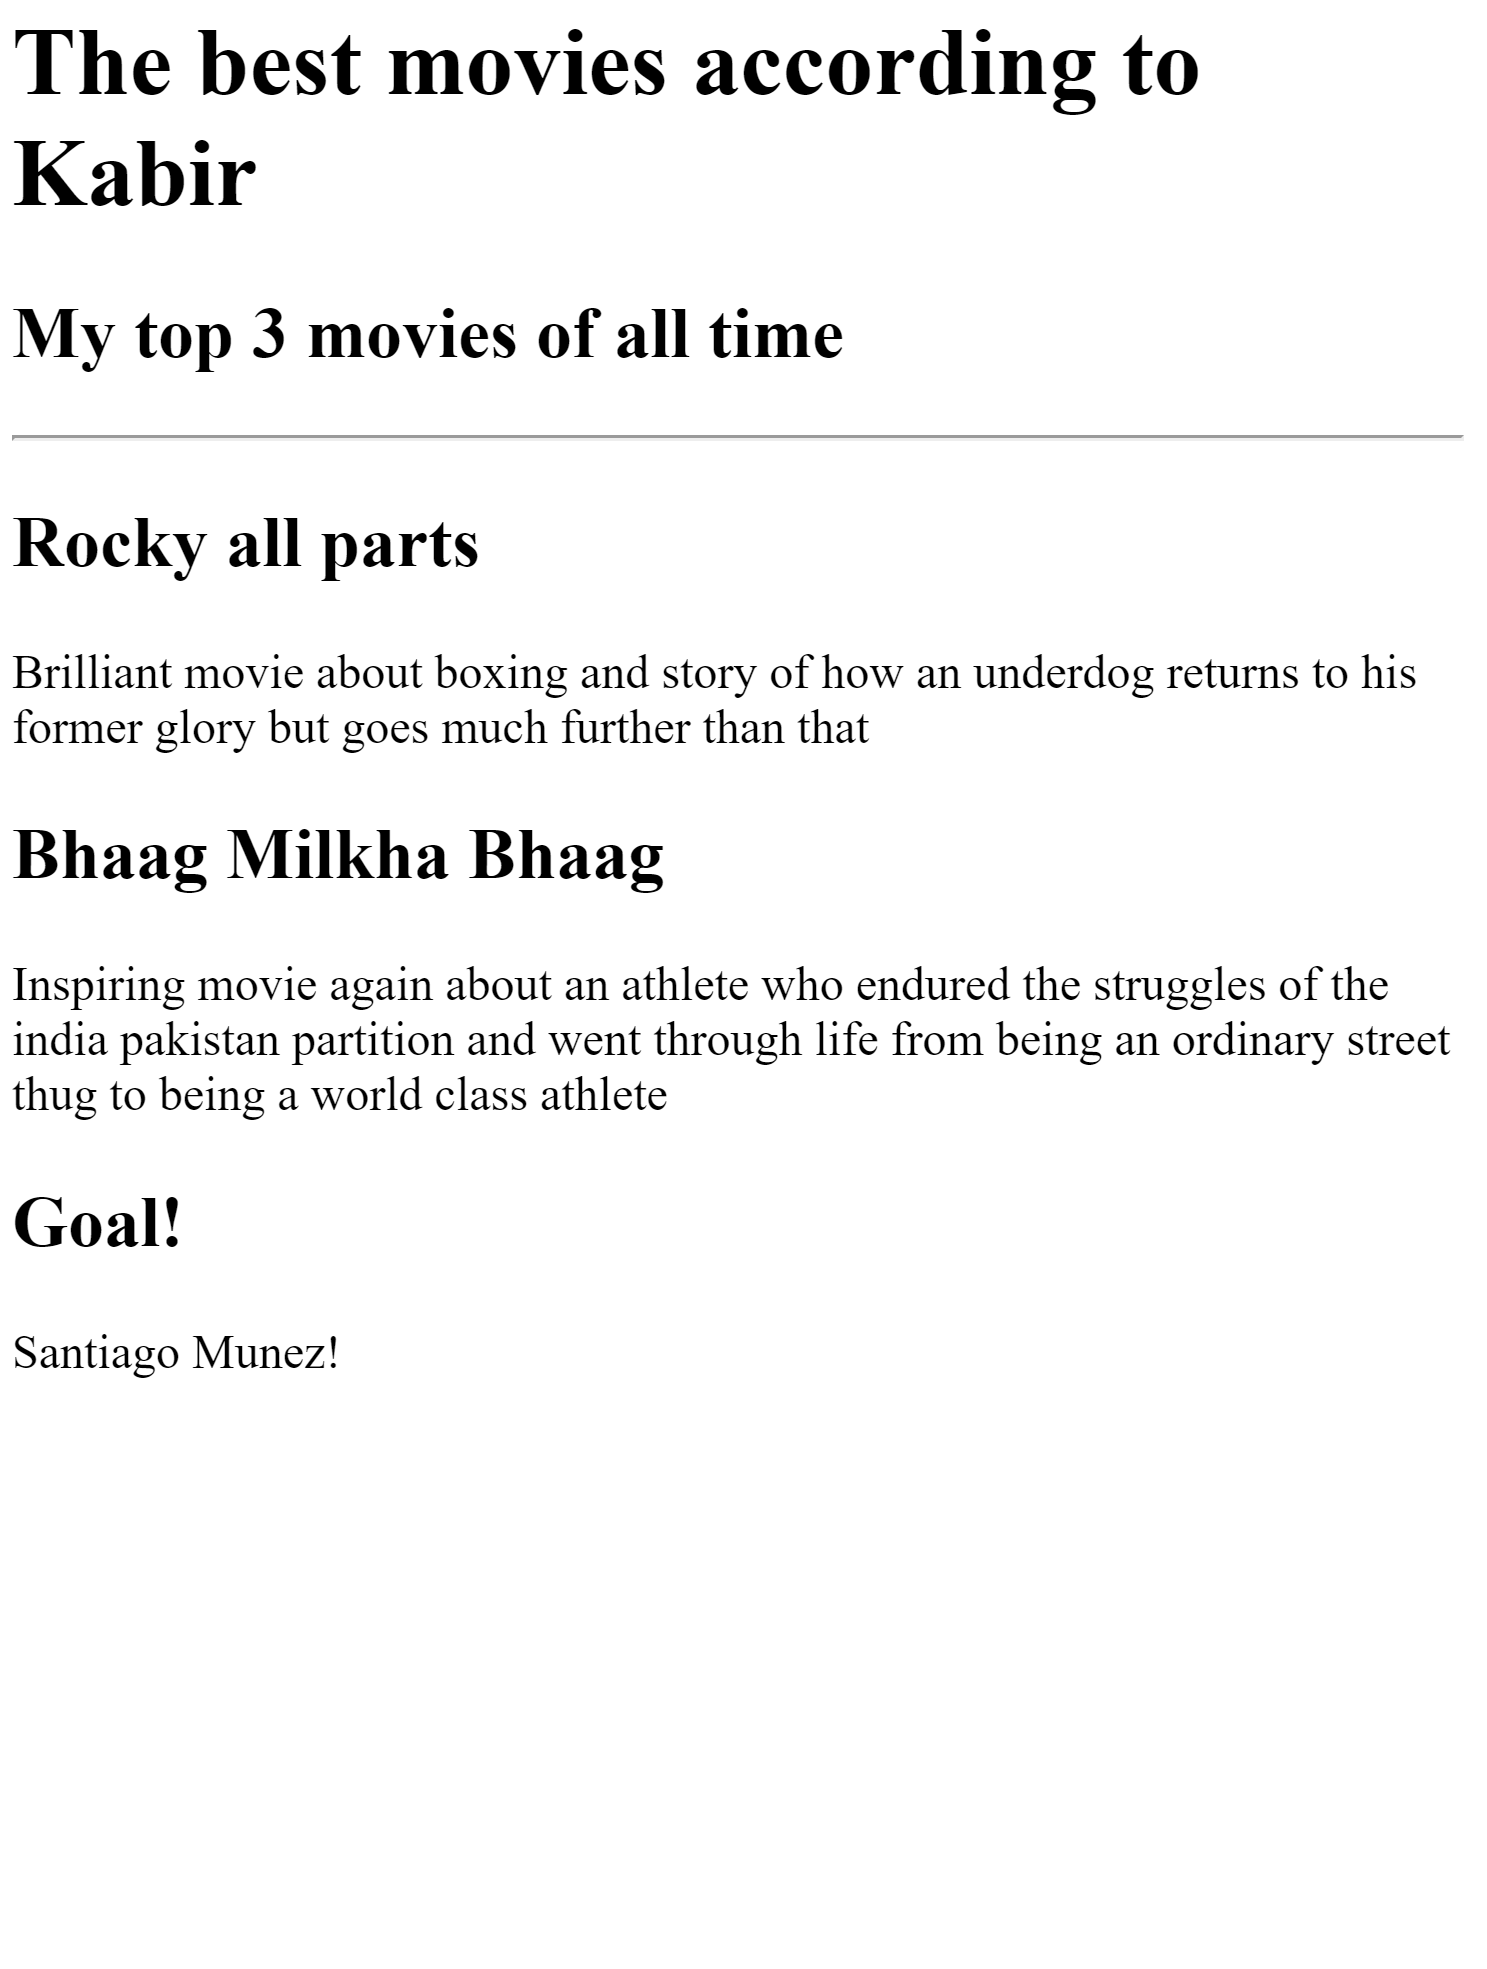 The best movies according to
Kabir
My top 3 movies of all time
Rocky all parts
Brilliant movie about boxing and story of how an underdog returns to his
former glory but goes much further than that
Bhaag Milkha Bhaag
Inspiring movie again about an athlete who endured the struggles of the
india pakistan partition and went through life from being an ordinary street
thug to being a world class athlete
Goal!
Santiago Munez!